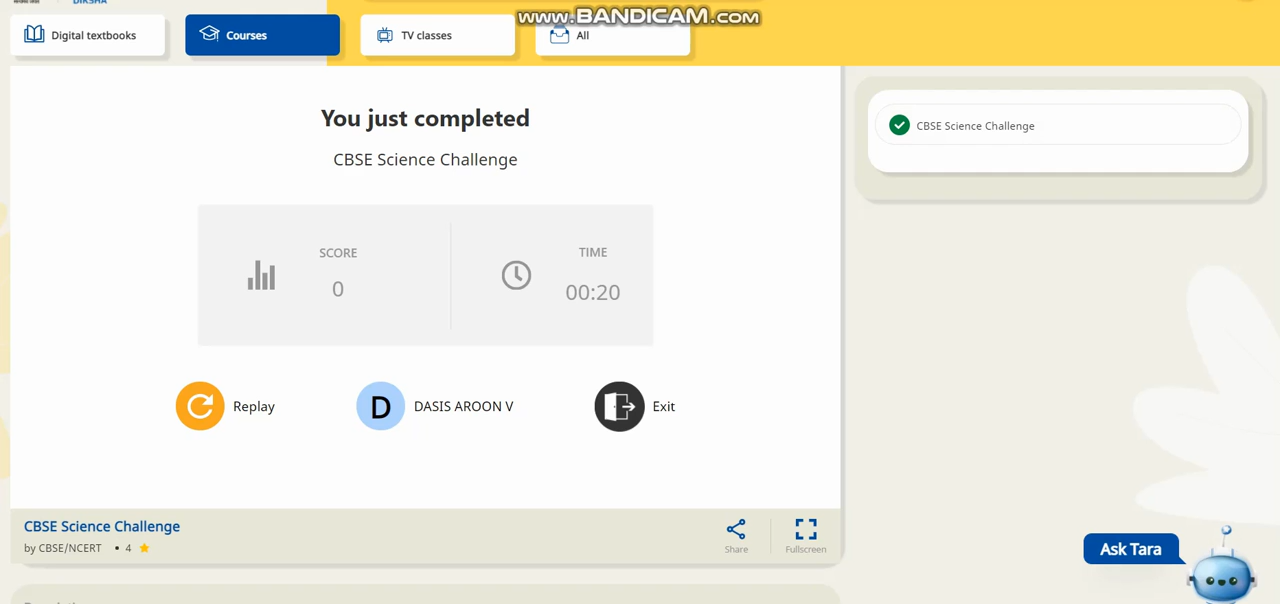 DIKSHA
www.BANDICAM.com
Digital textbooks
Courses
TV classes
All
You just completed
CBSE Science Challenge
SCORE
0
TIME
00:20
Replay
D
DASIS AROON V
Exit
CBSE Science Challenge
by CBSE/NCERT • 4
Share
Fullscreen
CBSE Science Challenge
Ask Tara